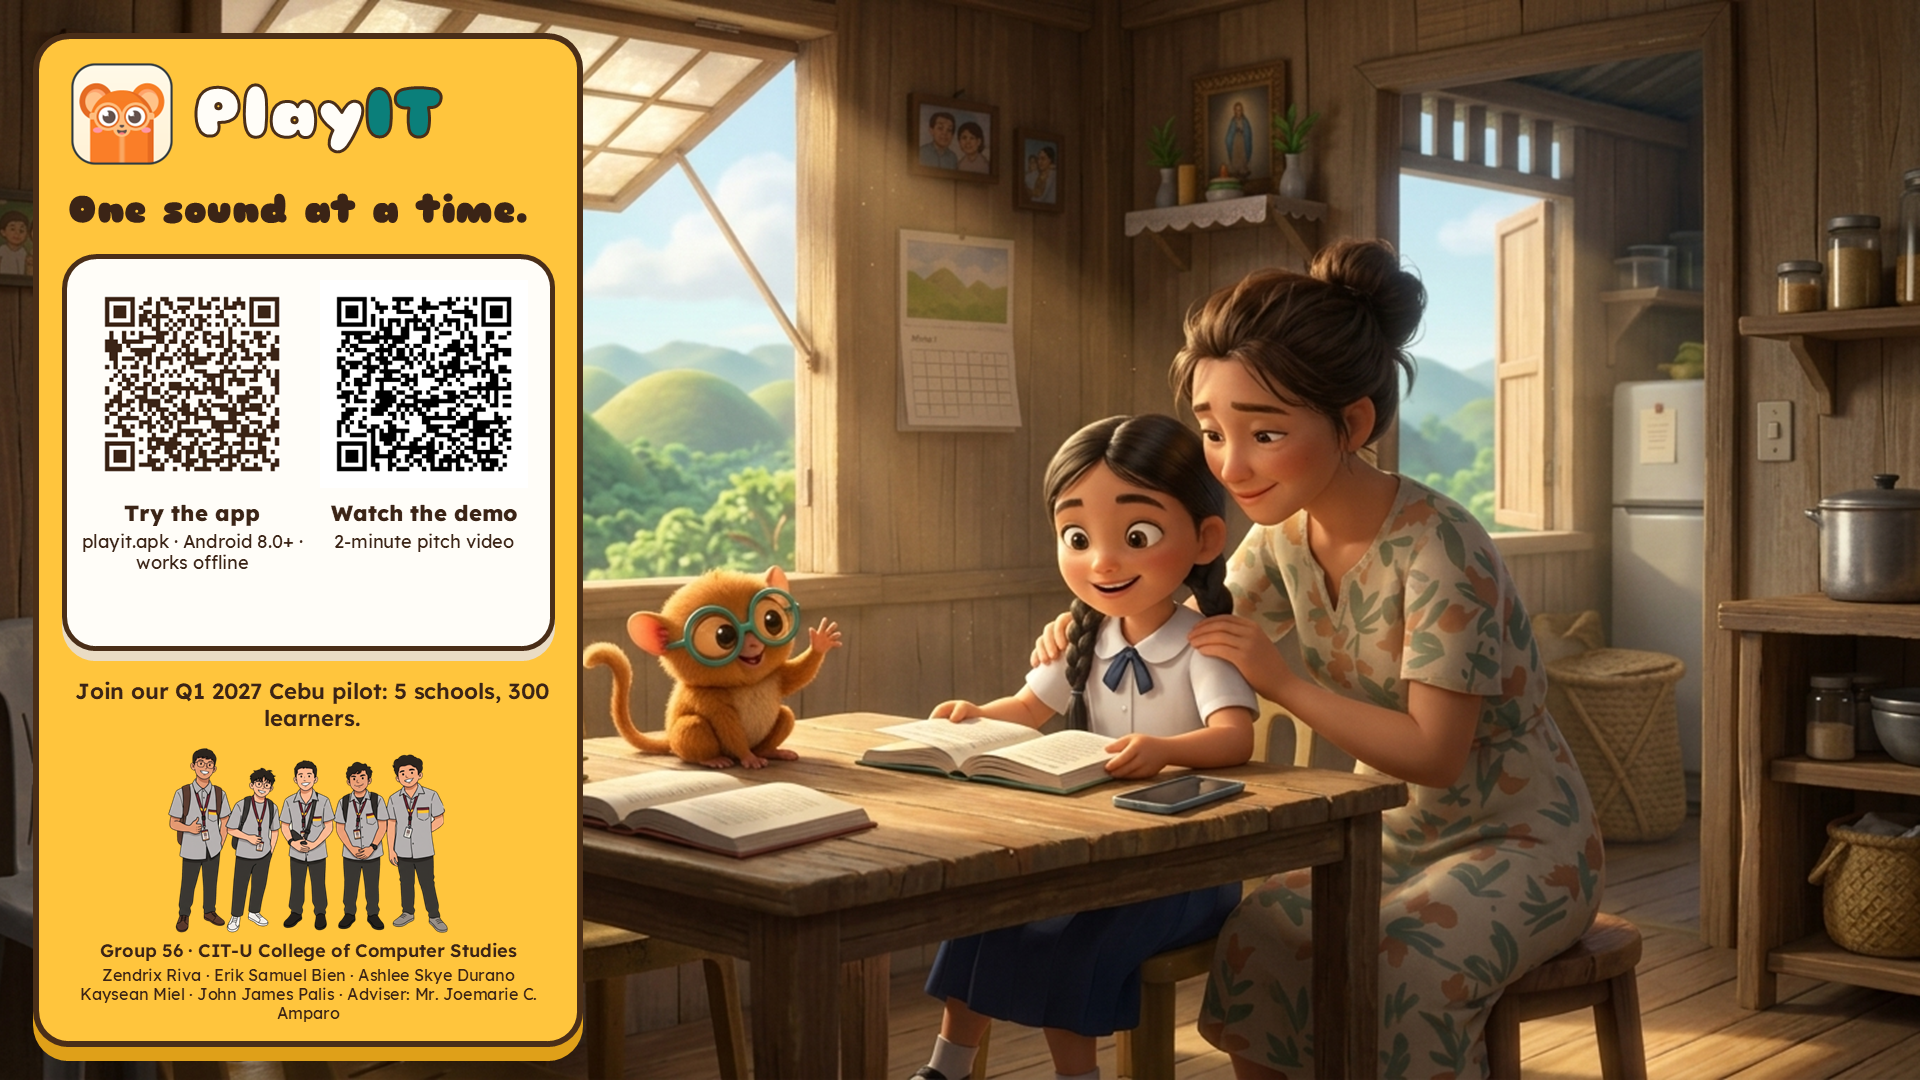 PlayIT
One sound at a time.
Try the app
playit.apk · Android 8.0+ ·
works offline
Watch the demo
2-minute pitch video
Join our Q1 2027 Cebu pilot: 5 schools, 300
learners.
Group 56 · CIT-U College of Computer Studies
Zendrix Riva · Erik Samuel Bien · Ashlee Skye Durano
Kaysean Miel · John James Palis · Adviser: Mr. Joemarie C.
Amparo